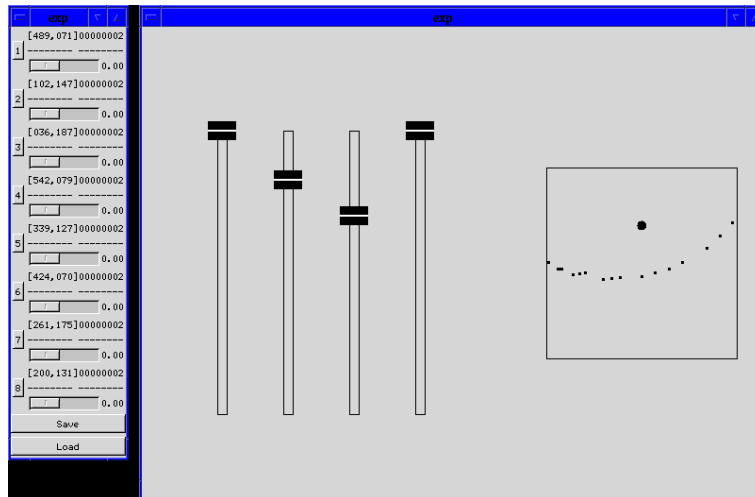 exp
[489,071]00000002
1 -------- --------
0.00
[102,147]00000002
2 -------- --------
0.00
[036,187]00000002
3 -------- --------
0.00
[542,079]00000002
4 -------- --------
0.00
[339,127]00000002
5 -------- --------
0.00
[424,070]00000002
6 -------- --------
0.00
[261,175]00000002
7 -------- --------
0.00
[200,131]00000002
8 -------- --------
0.00
Save
Load
exp